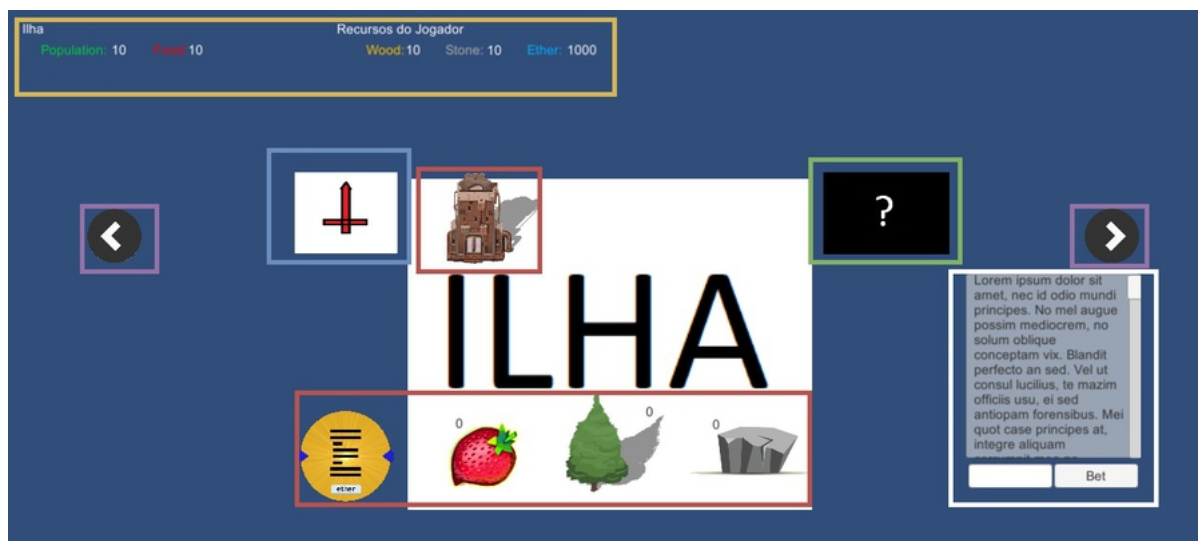 Ilha
Recursos do Jogador
Population: 10
Food: 10
Wood: 10
Stone: 10
Ether: 1000
?
ILHA
0
0
0
ether
Lorem ipsum dolor sit
amet, nec id odio mundi
principes. No mel augue
possim mediocrem, no
solum oblique
conceptam vix. Blandit
perfecto an sed. Vel ut
consul lucilius, te mazim
officiis usu, ei sed
antiopam forensibus. Mei
quot case principes at,
integre aliquam
Bet